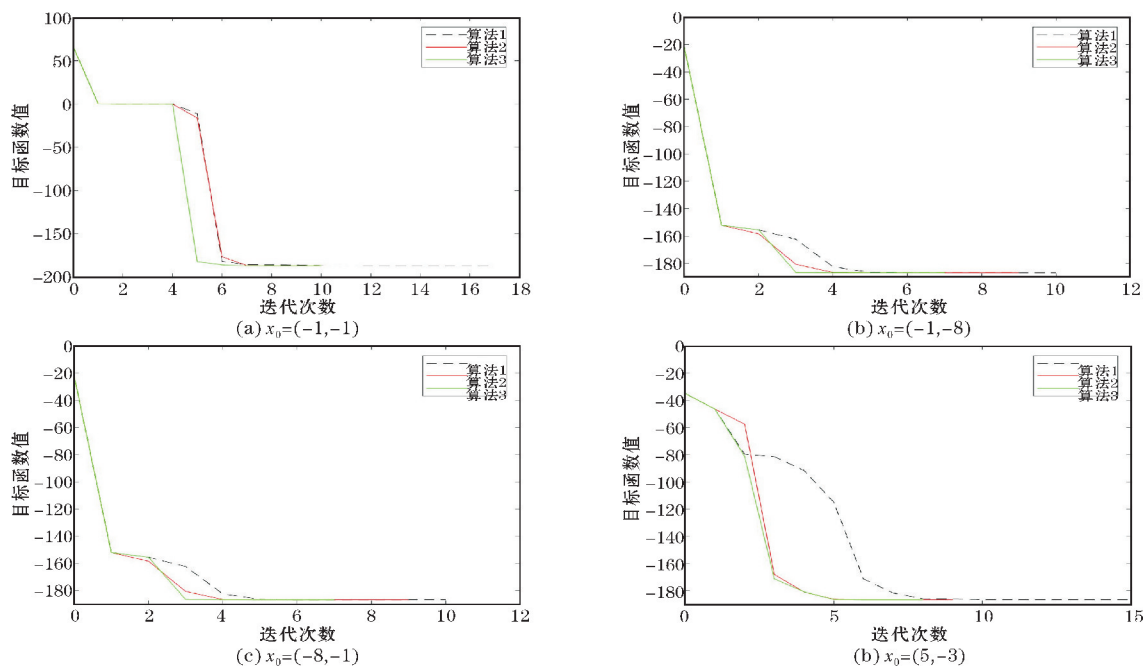 100
50
0
-50
-100
-150
-200
目标函数值
0 2 4 6 8 10 12 14 16 18
迭代次数
算法1
算法2
算法3
(a) x₀=(-1,-1)
0
-20
-40
-60
-80
-100
-120
-140
-160
-180
目标函数值
0 2 4 6 8 10 12
迭代次数
算法1
算法2
算法3
(b) x₀=(-1,-8)
0
-20
-40
-60
-80
-100
-120
-140
-160
-180
目标函数值
0 2 4 6 8 10 12
迭代次数
算法1
算法2
算法3
(c) x₀=(-8,-1)
0
-20
-40
-60
-80
-100
-120
-140
-160
-180
目标函数值
0 5 10 15
迭代次数
算法1
算法2
算法3
(b) x₀=(5,-3)